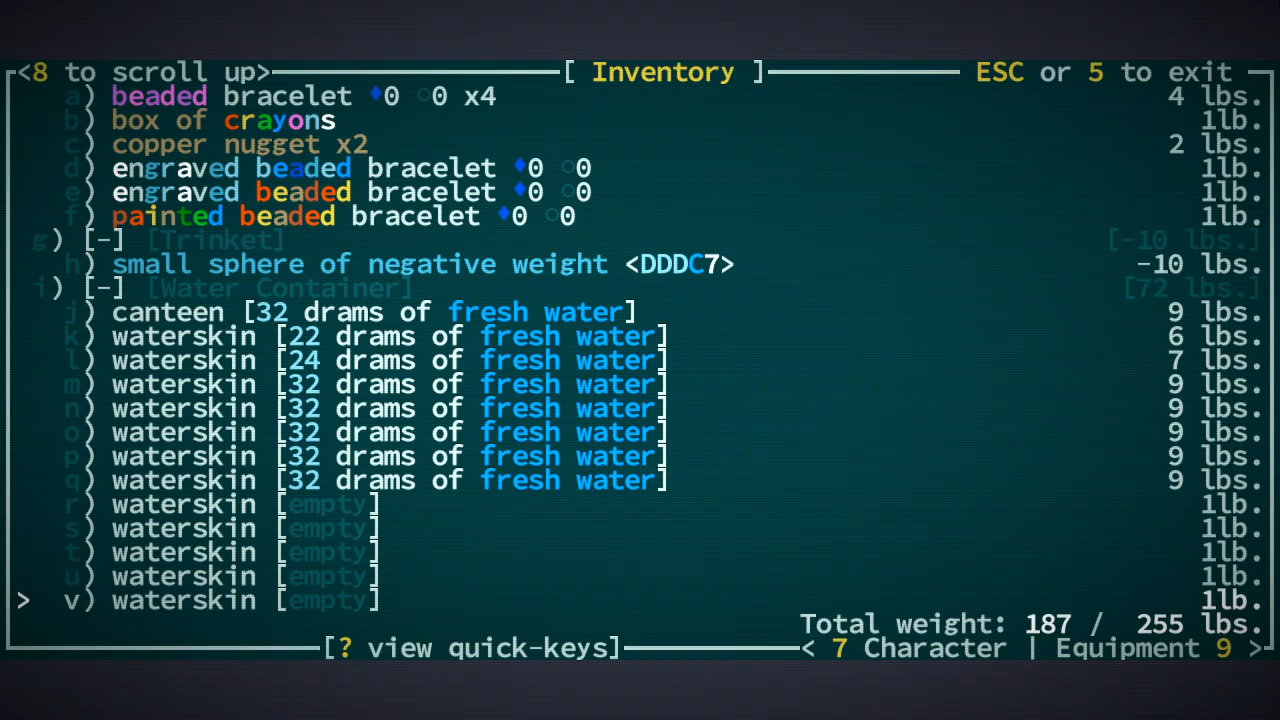 <8 to scroll up> [ Inventory ] ESC or 5 to exit
a) beaded bracelet ♦0 ○0 x4 4 lbs.
b) box of crayons 1lb.
c) copper nugget x2 2 lbs.
d) engraved beaded bracelet ♦0 ○0 1lb.
e) engraved beaded bracelet ♦0 ○0 1lb.
f) painted beaded bracelet ♦0 ○0 1lb.
g) [-] [Trinket] [-10 lbs.]
h) small sphere of negative weight <DDDC7> -10 lbs.
i) [-] [Water Container] [72 lbs.]
j) canteen [32 drams of fresh water] 9 lbs.
k) waterskin [22 drams of fresh water] 6 lbs.
l) waterskin [24 drams of fresh water] 7 lbs.
m) waterskin [32 drams of fresh water] 9 lbs.
n) waterskin [32 drams of fresh water] 9 lbs.
o) waterskin [32 drams of fresh water] 9 lbs.
p) waterskin [32 drams of fresh water] 9 lbs.
q) waterskin [32 drams of fresh water] 9 lbs.
r) waterskin [empty] 1lb.
s) waterskin [empty] 1lb.
t) waterskin [empty] 1lb.
u) waterskin [empty] 1lb.
> v) waterskin [empty] 1lb.
Total weight: 187 / 255 lbs.
[? view quick-keys] < 7 Character | Equipment 9 >